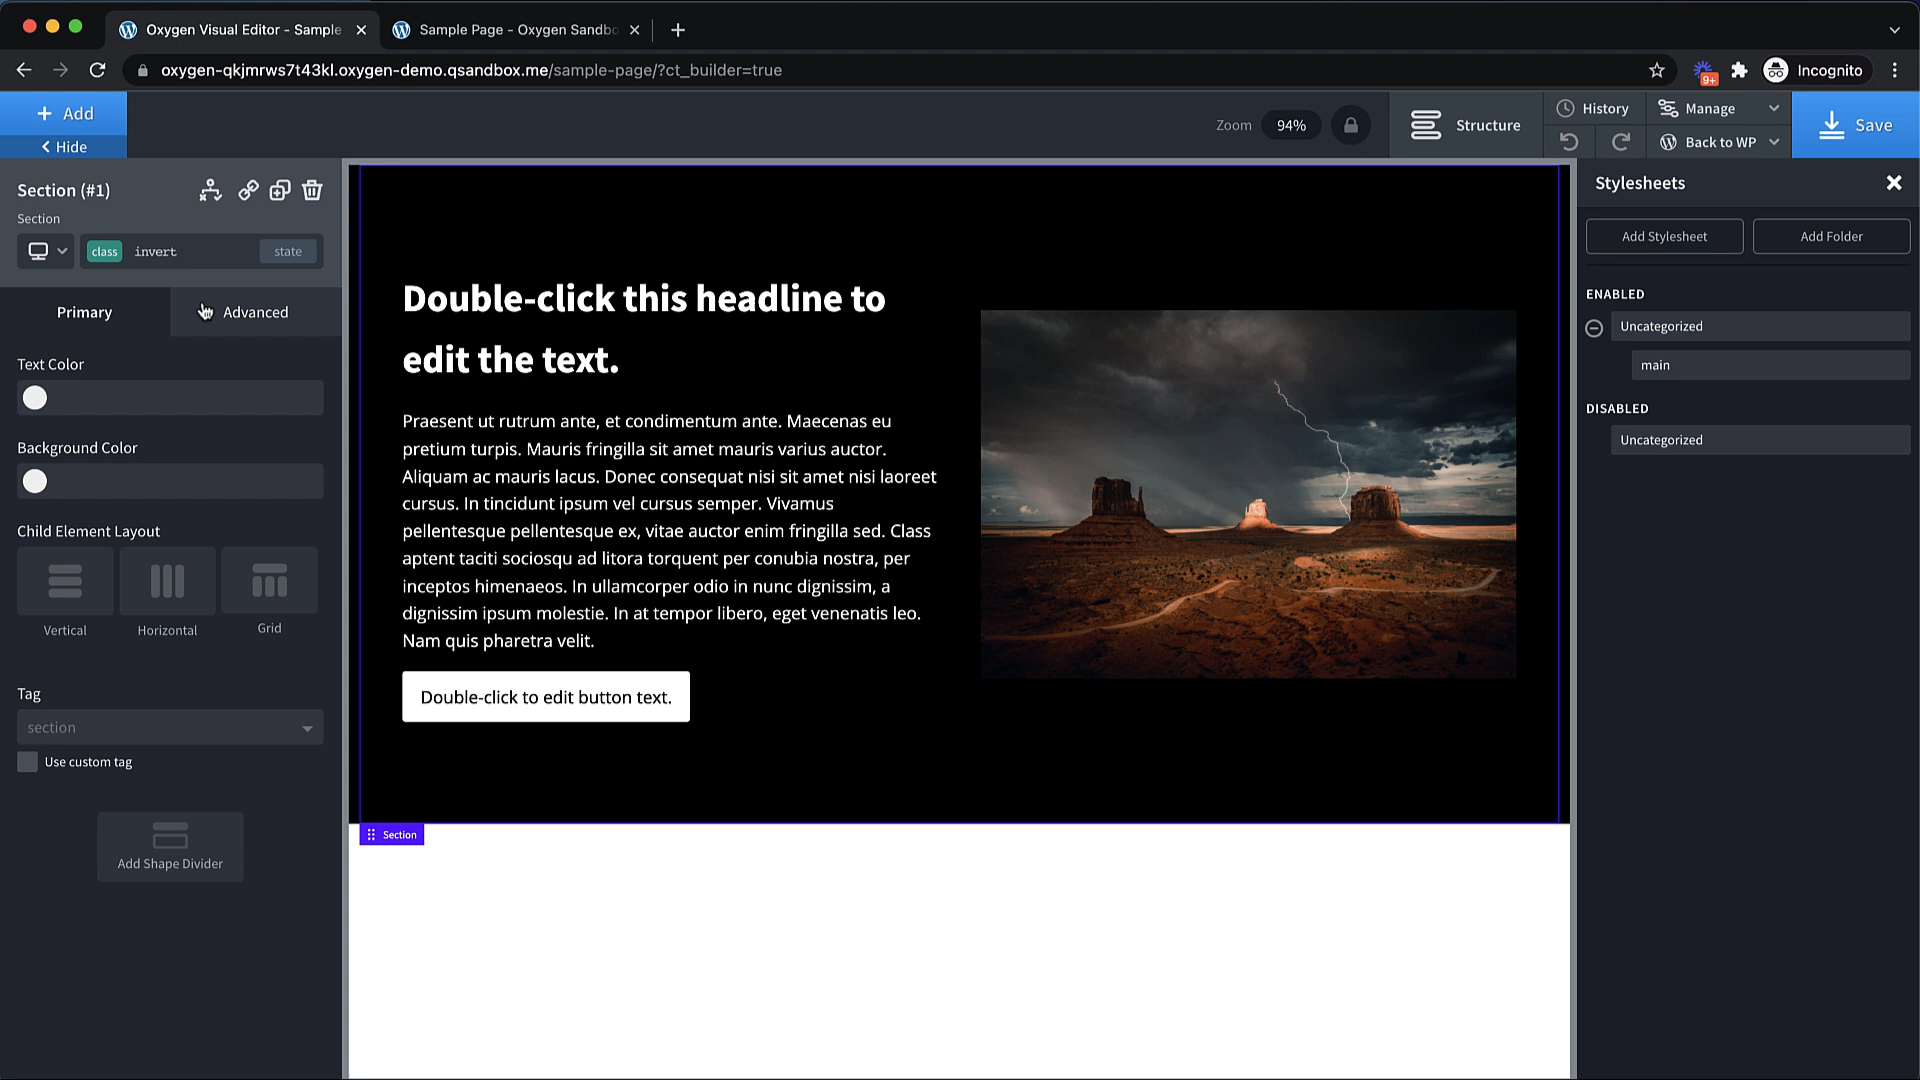 Oxygen Visual Editor - Sample
Sample Page - Oxygen Sandbo
oxygen-qkjmrws7t43kl.oxygen-demo.qsandbox.me/sample-page/?ct_builder=true
9+
Incognito
+ Add
Hide
Zoom
94%
Structure
History
Manage
Back to WP
Save
Section (#1)
Section
class
invert
state
Primary
Advanced
Text Color
Background Color
Child Element Layout
Vertical
Horizontal
Grid
Tag
section
Use custom tag
Add Shape Divider
Double-click this headline to
edit the text.
Praesent ut rutrum ante, et condimentum ante. Maecenas eu
pretium turpis. Mauris fringilla sit amet mauris varius auctor.
Aliquam ac mauris lacus. Donec consequat nisi sit amet nisi laoreet
cursus. In tincidunt ipsum vel cursus semper. Vivamus
pellentesque pellentesque ex, vitae auctor enim fringilla sed. Class
aptent taciti sociosqu ad litora torquent per conubia nostra, per
inceptos himenaeos. In ullamcorper odio in nunc dignissim, a
dignissim ipsum molestie. In at tempor libero, eget venenatis leo.
Nam quis pharetra velit.
Double-click to edit button text.
Section
Stylesheets
Add Stylesheet
Add Folder
ENABLED
Uncategorized
main
DISABLED
Uncategorized